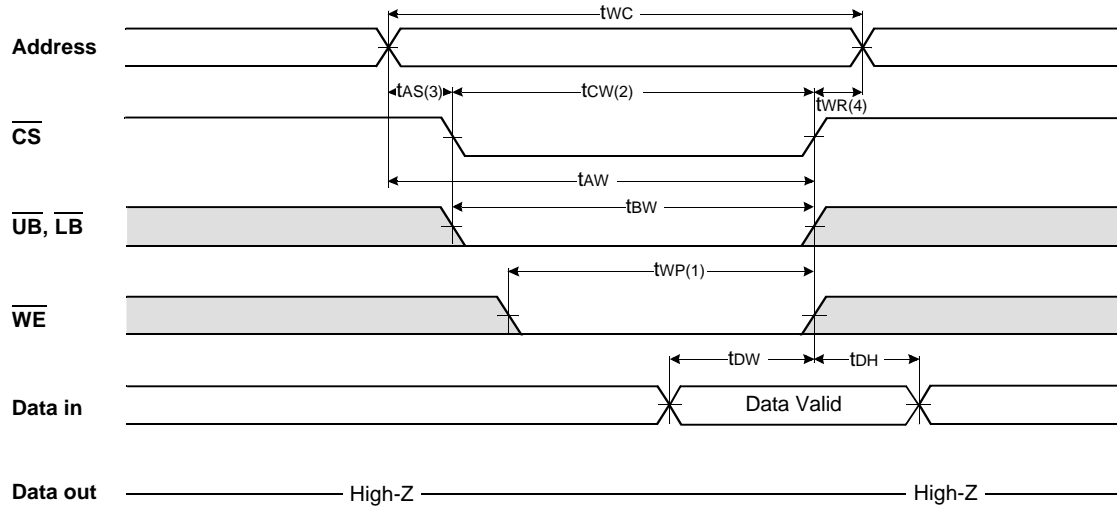 tWC
Address
tAS(3) tCW(2) tWR(4)
CS
tAW
UB, LB tBW
tWP(1)
WE
tDW tDH
Data in Data Valid
Data out High-Z High-Z